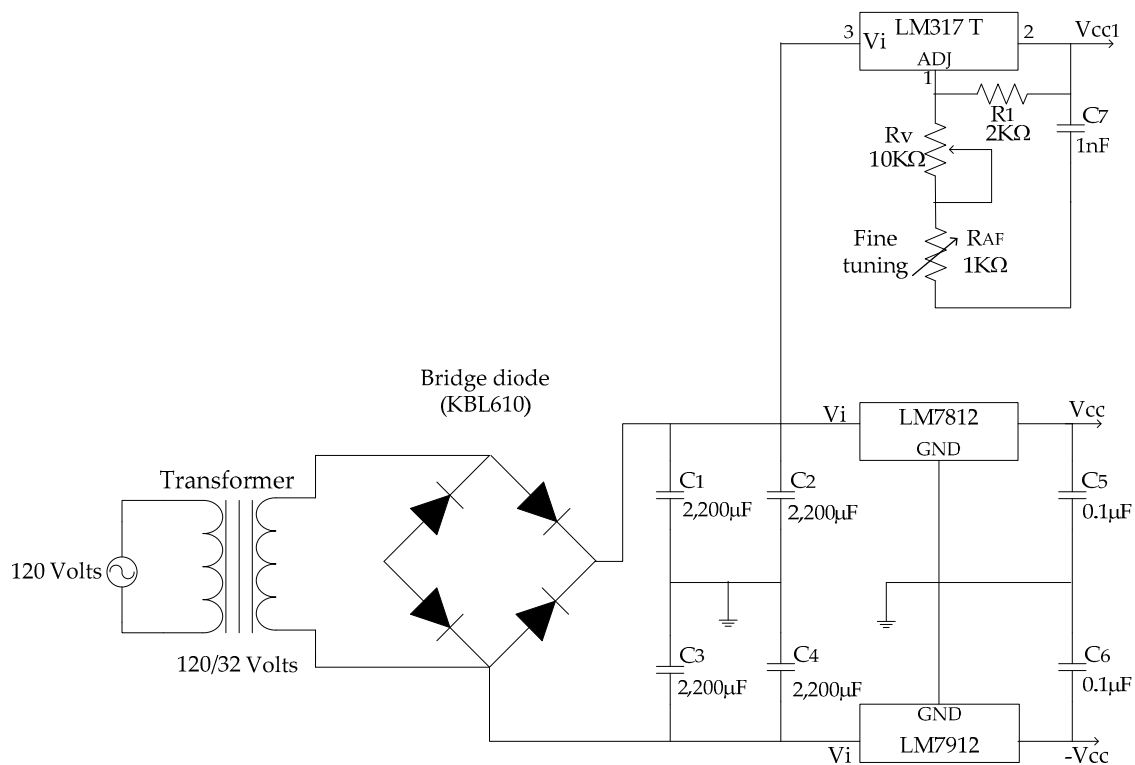 LM317 T
3
Vi
2
Vcc1
ADJ
1
R1
2KΩ
C7
1nF
Rv
10KΩ
Fine
tuning
RAF
1KΩ
Bridge diode
(KBL610)
Vi
LM7812
Vcc
GND
Transformer
C1
2,200µF
C2
2,200µF
C5
0.1µF
120 Volts
120/32 Volts
C3
2,200µF
C4
2,200µF
C6
0.1µF
GND
LM7912
Vi
-Vcc